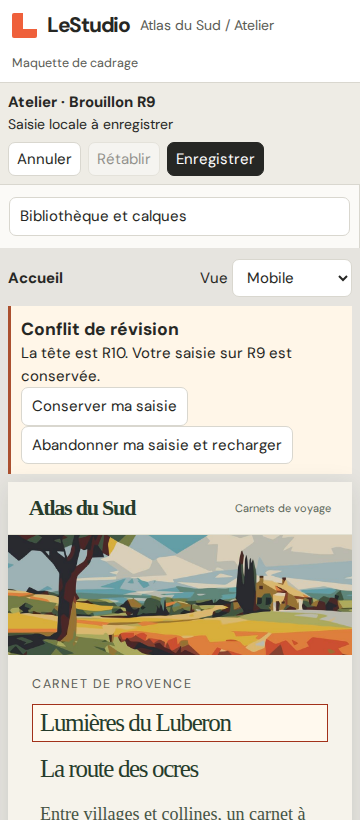 LeStudio Atlas du Sud / Atelier
Maquette de cadrage
Atelier · Brouillon R9
Saisie locale à enregistrer
Annuler Rétablir Enregistrer
Bibliothèque et calques
Accueil Vue Mobile
Conflit de révision
La tête est R10. Votre saisie sur R9 est
conservée.
Conserver ma saisie
Abandonner ma saisie et recharger
Atlas du Sud Carnets de voyage
CARNET DE PROVENCE
Lumières du Luberon
La route des ocres
Entre villages et collines, un carnet à